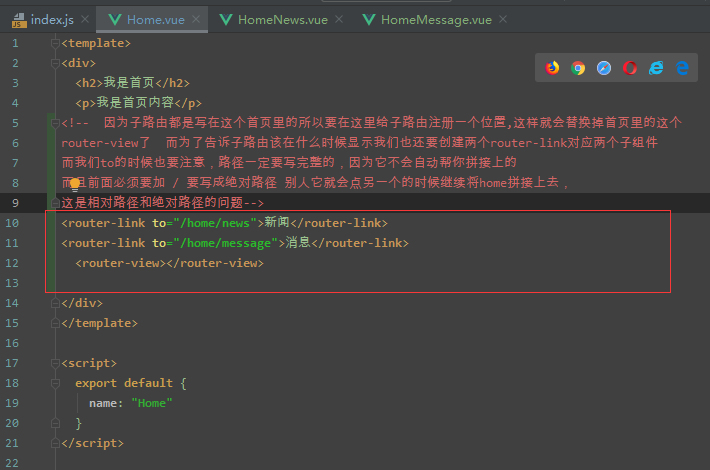 index.js × Home.vue × HomeNews.vue × HomeMessage.vue ×
1 <template>
2 <div>
3 <h2>我是首页</h2>
4 <p>我是首页内容</p>
5 <!-- 因为子路由都是写在这个首页里的所以要在这里给子路由注册一个位置,这样就会替换掉首页里的这个
6 router-view了 而为了告诉子路由该在什么时候显示我们也还要创建两个router-link对应两个子组件
7 而我们to的时候也要注意，路径一定要写完整的，因为它不会自动帮你拼接上的
8 而且前面必须要加 / 要写成绝对路径 别人它就会点另一个的时候继续将home拼接上去，
9 这是相对路径和绝对路径的问题-->
10 <router-link to="/home/news">新闻</router-link>
11 <router-link to="/home/message">消息</router-link>
12 <router-view></router-view>
13
14 </div>
15 </template>
16
17 <script>
18 export default {
19 name: "Home"
20 }
21 </script>
22